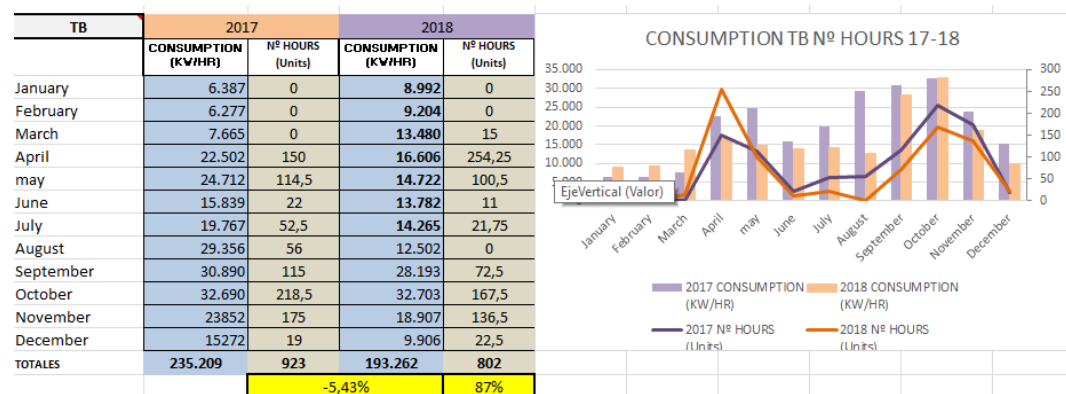 TB 2017 2018
CONSUMPTION (KW/HR) Nº HOURS (Units) CONSUMPTION (KW/HR) Nº HOURS (Units)
January 6.387 0 8.992 0
February 6.277 0 9.204 0
March 7.665 0 13.480 15
April 22.502 150 16.606 254,25
may 24.712 114,5 14.722 100,5
June 15.839 22 13.782 11
July 19.767 52,5 14.265 21,75
August 29.356 56 12.502 0
September 30.890 115 28.193 72,5
October 32.690 218,5 32.703 167,5
November 23852 175 18.907 136,5
December 15272 19 9.906 22,5
TOTALES 235.209 923 193.262 802
-5,43% 87%
CONSUMPTION TB Nº HOURS 17-18
35.000
30.000
25.000
20.000
15.000
10.000
300
250
200
150
100
50
0
EjeVertical (Valor)
January February March April may June July August September October November December
2017 CONSUMPTION (KW/HR)
2018 CONSUMPTION (KW/HR)
2017 Nº HOURS (Units)
2018 Nº HOURS (Units)